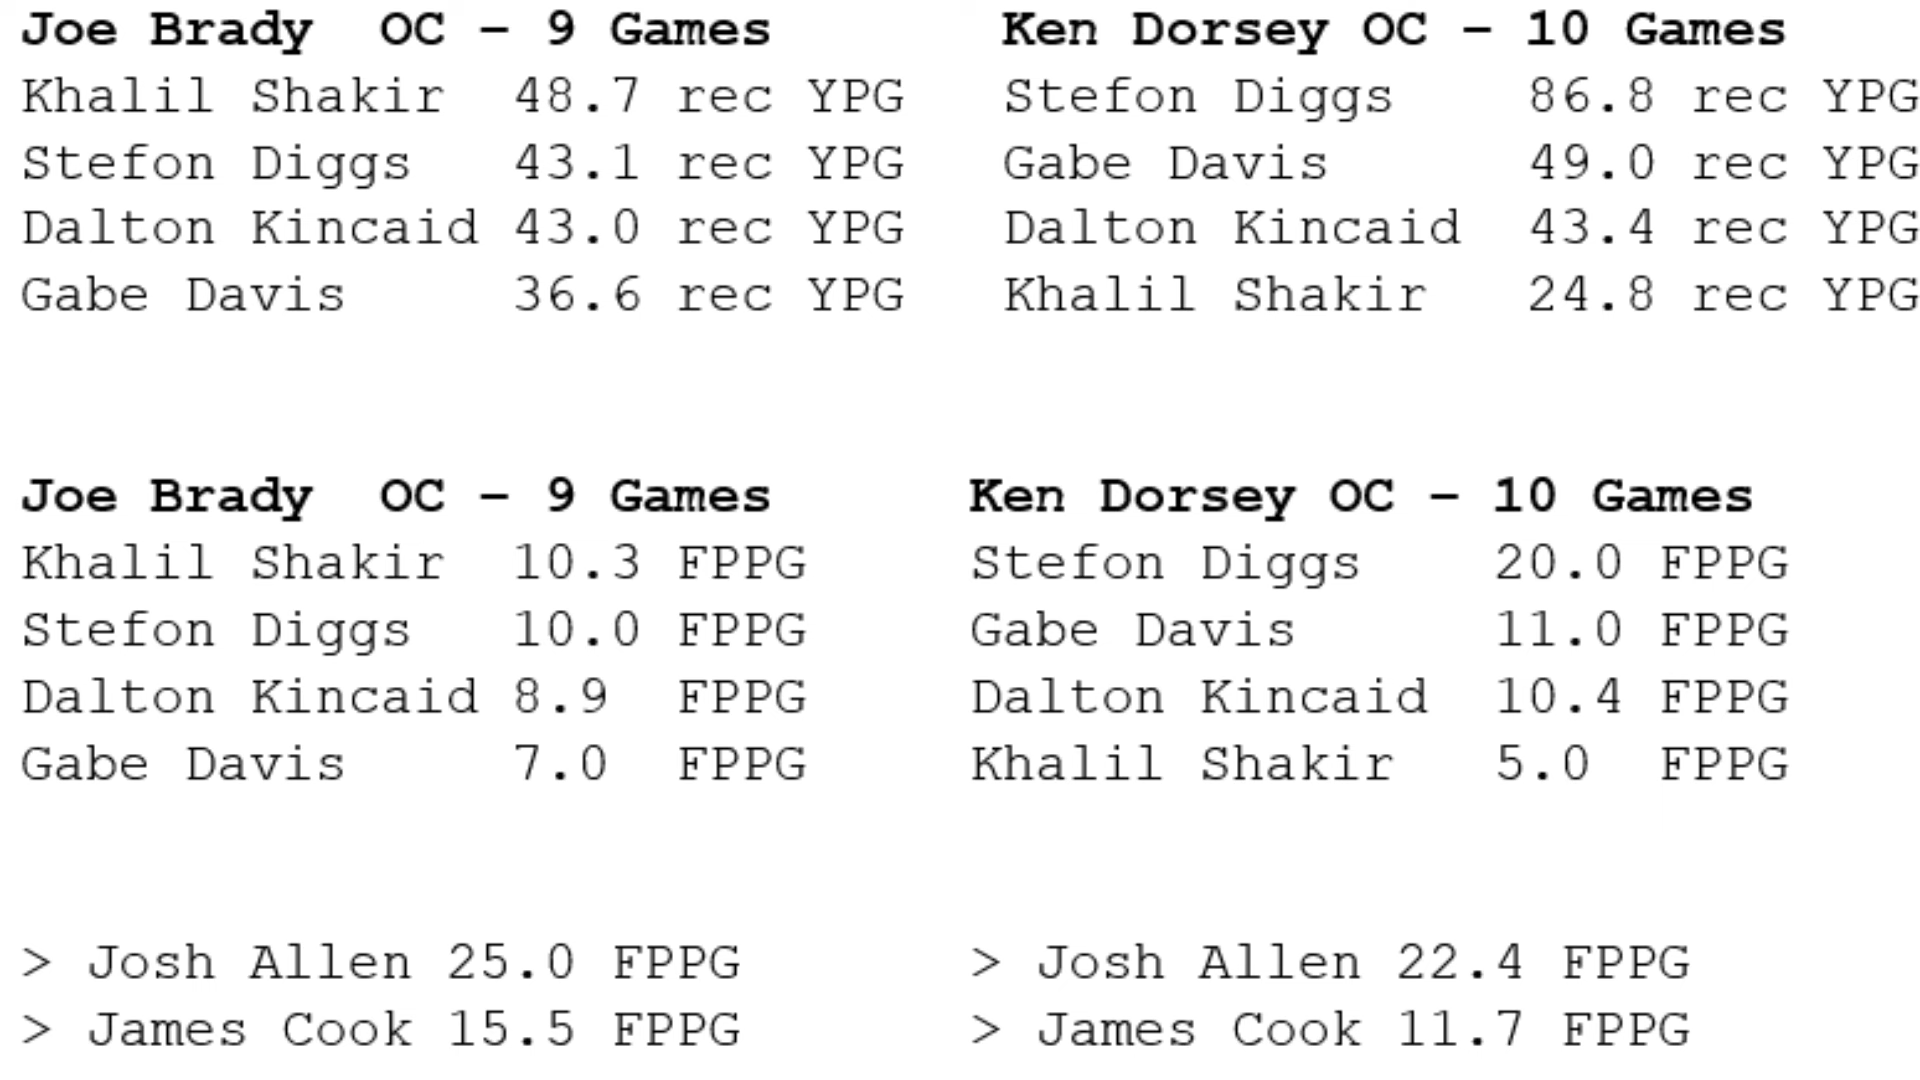 Joe Brady  OC – 9 Games
Khalil Shakir  48.7 rec YPG
Stefon Diggs   43.1 rec YPG
Dalton Kincaid 43.0 rec YPG
Gabe Davis     36.6 rec YPG
Ken Dorsey OC – 10 Games
Stefon Diggs    86.8 rec YPG
Gabe Davis      49.0 rec YPG
Dalton Kincaid  43.4 rec YPG
Khalil Shakir   24.8 rec YPG
Joe Brady  OC – 9 Games
Khalil Shakir  10.3 FPPG
Stefon Diggs   10.0 FPPG
Dalton Kincaid 8.9  FPPG
Gabe Davis     7.0  FPPG
> Josh Allen 25.0 FPPG
> James Cook 15.5 FPPG
Ken Dorsey OC – 10 Games
Stefon Diggs    20.0 FPPG
Gabe Davis      11.0 FPPG
Dalton Kincaid  10.4 FPPG
Khalil Shakir   5.0  FPPG
> Josh Allen 22.4 FPPG
> James Cook 11.7 FPPG